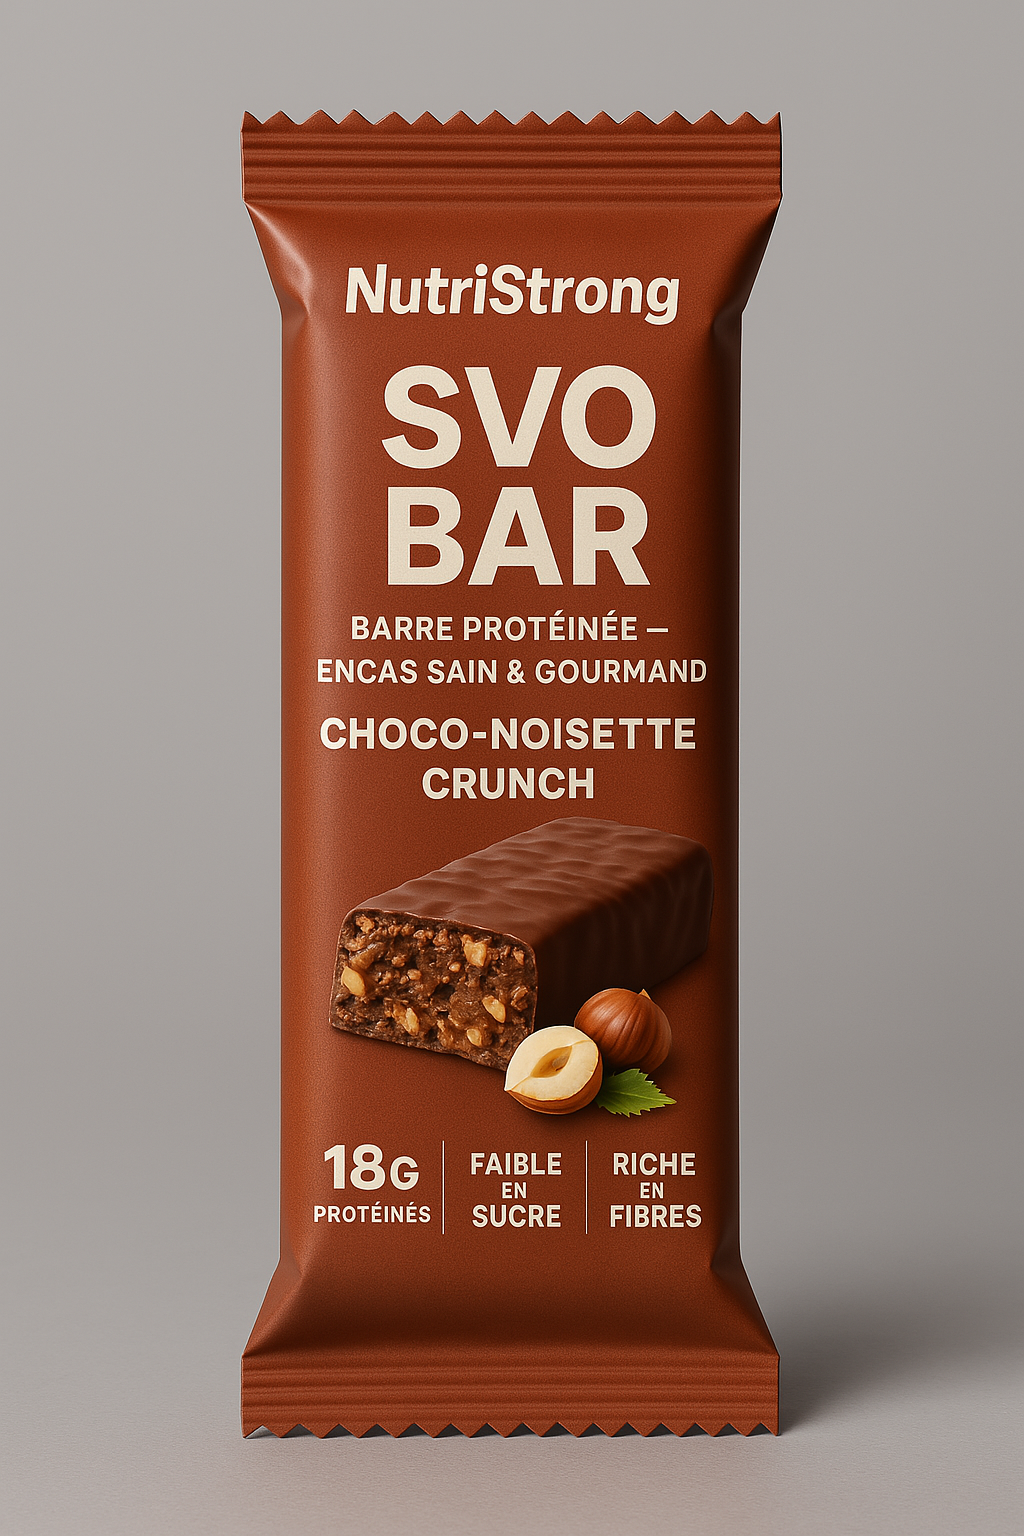 NutriStrong
SVO
BAR
BARRE PROTÉINÉE –
ENCAS SAIN & GOURMAND
CHOCO-NOISETTE
CRUNCH
18G
PROTÉINÉS
FAIBLE
EN
SUCRE
RICHE
EN
FIBRES